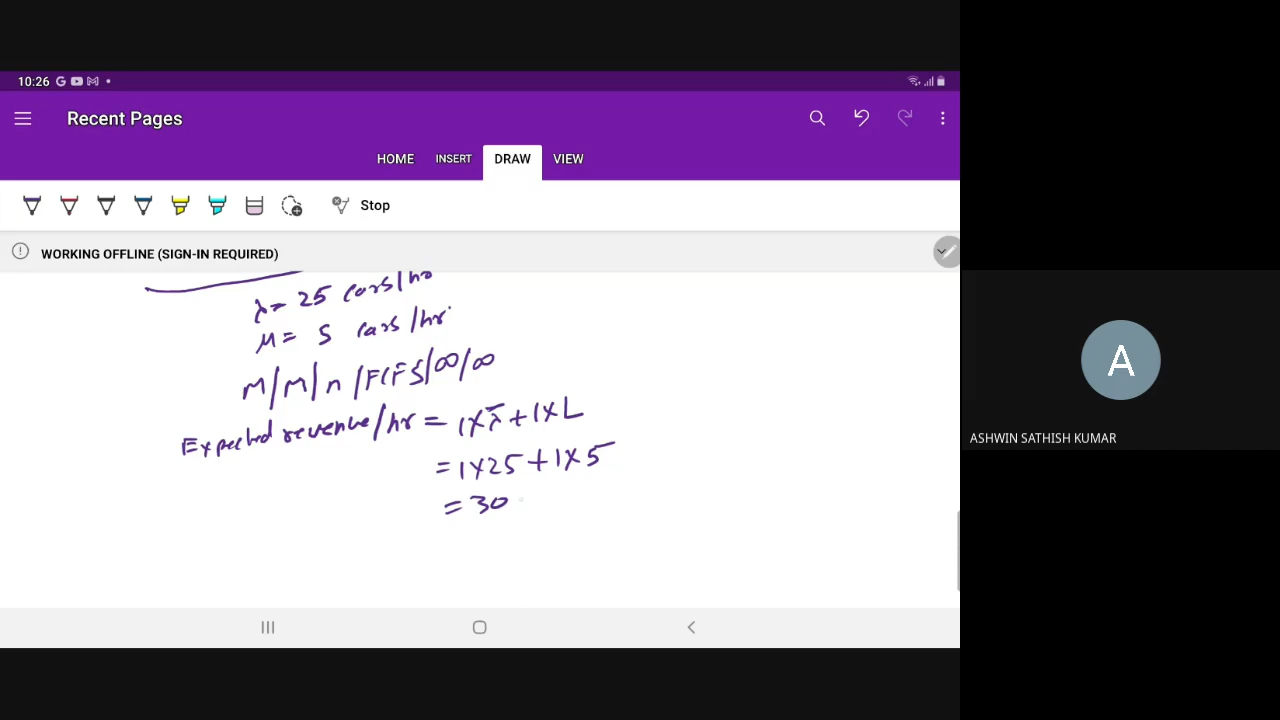 10:26
Recent Pages
HOME INSERT DRAW VIEW
Stop
WORKING OFFLINE (SIGN-IN REQUIRED)
λ = 25 cars/hr
μ = 5 cars/hr
M/M/n/FCFS/∞/∞
Expected revenue/hr = 1×λ̄ + 1×L
= 1×25 + 1×5
= 30
A
ASHWIN SATHISH KUMAR